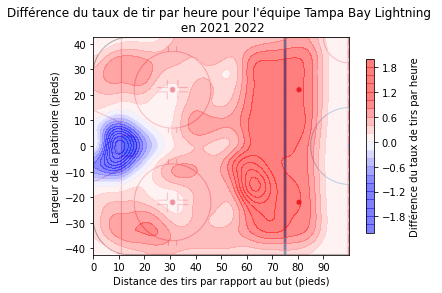 Différence du taux de tir par heure pour l'équipe Tampa Bay Lightning
en 2021 2022
40
30
20
10
0
−10
−20
−30
−40
Largeur de la patinoire (pieds)
0 10 20 30 40 50 60 70 80 90
Distance des tirs par rapport au but (pieds)
1.8
1.2
0.6
0.0
−0.6
−1.2
−1.8
Différence du taux de tirs par heure